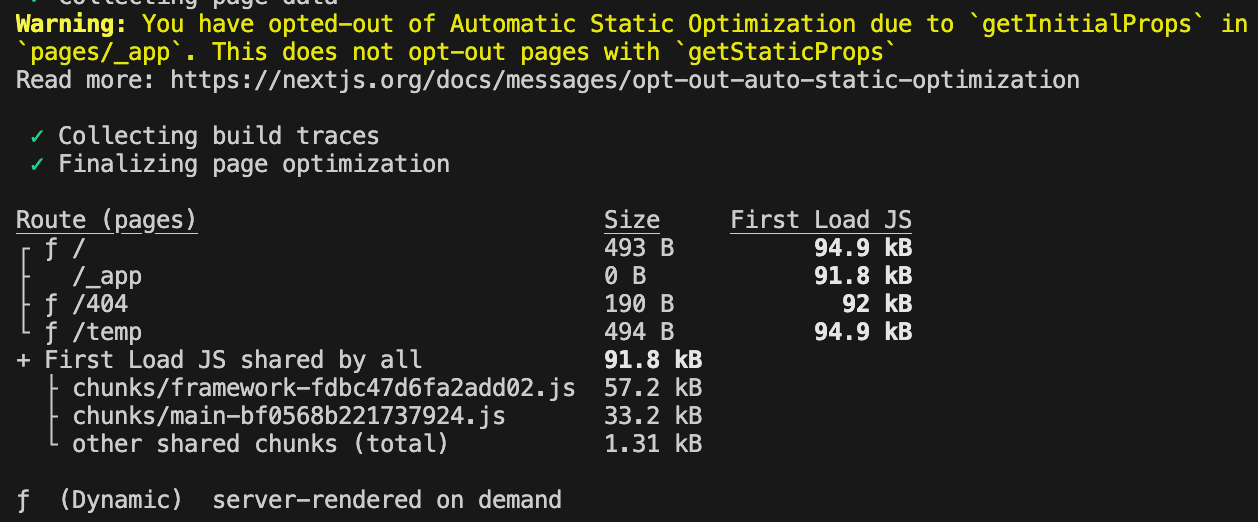 ✓ Collecting page data
Warning: You have opted-out of Automatic Static Optimization due to `getInitialProps` in
`pages/_app`. This does not opt-out pages with `getStaticProps`
Read more: https://nextjs.org/docs/messages/opt-out-auto-static-optimization
✓ Collecting build traces
✓ Finalizing page optimization
Route (pages) Size First Load JS
┌ ƒ / 493 B 94.9 kB
├   /_app 0 B 91.8 kB
├ ƒ /404 190 B 92 kB
└ ƒ /temp 494 B 94.9 kB
+ First Load JS shared by all 91.8 kB
├ chunks/framework-fdbc47d6fa2add02.js 57.2 kB
├ chunks/main-bf0568b221737924.js 33.2 kB
└ other shared chunks (total) 1.31 kB
ƒ (Dynamic) server-rendered on demand